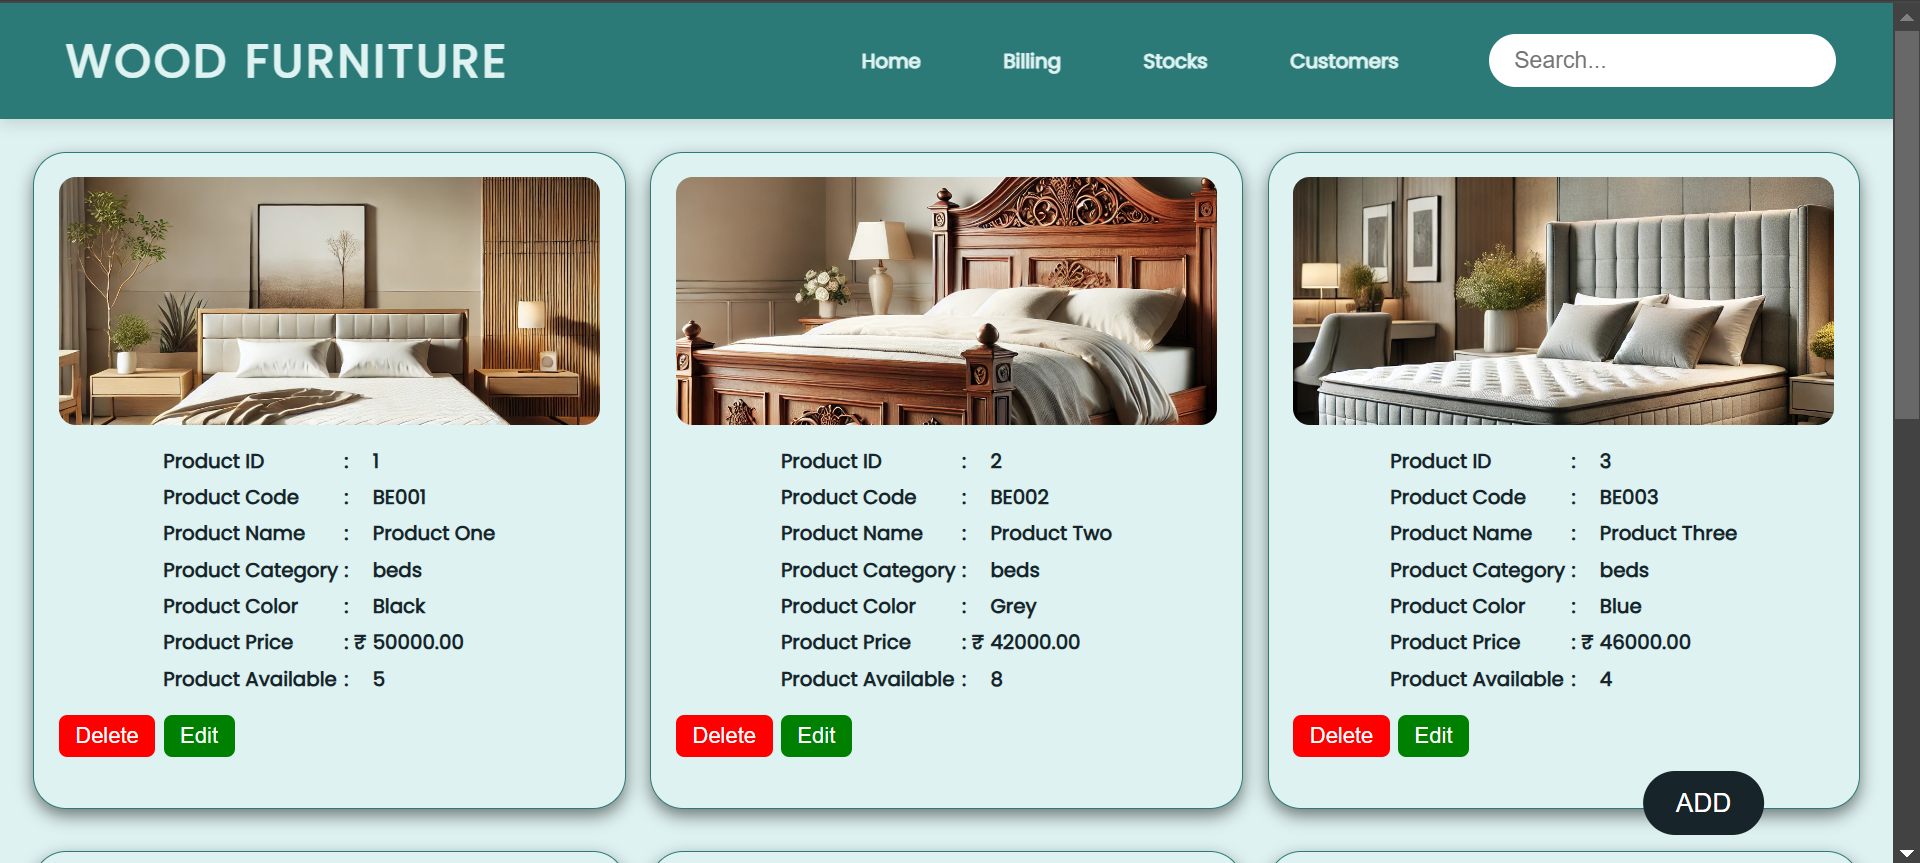 WOOD FURNITURE
Home Billing Stocks Customers Search...
Product ID : 1
Product Code : BE001
Product Name : Product One
Product Category : beds
Product Color : Black
Product Price : ₹ 50000.00
Product Available : 5
Delete Edit
Product ID : 2
Product Code : BE002
Product Name : Product Two
Product Category : beds
Product Color : Grey
Product Price : ₹ 42000.00
Product Available : 8
Delete Edit
Product ID : 3
Product Code : BE003
Product Name : Product Three
Product Category : beds
Product Color : Blue
Product Price : ₹ 46000.00
Product Available : 4
Delete Edit
ADD